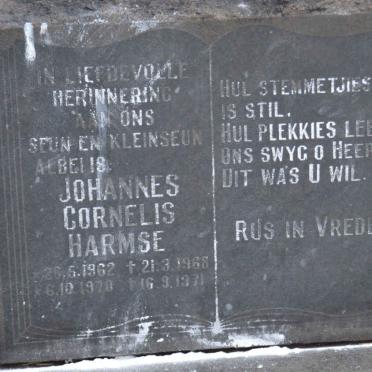 IN LIEFDEVOLLE
HERINNERING
AAN ONS
SEUN EN KLEINSEUN
ALBEI IS:
JOHANNES
CORNELIS
HARMSE
26.5.1962 † 21.3.1968
6.10.1970 † 16.9.1971
HUL STEMMETJIES
IS STIL,
HUL PLEKKIES LEE
ONS SWYG O HEER
DIT WAS U WIL.
RUS IN VREDE